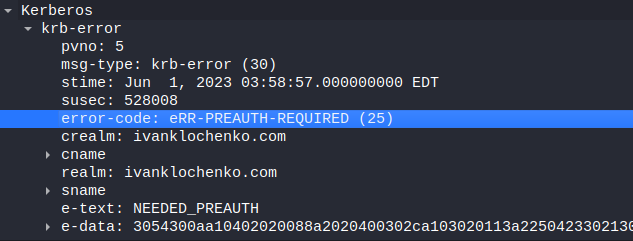 Kerberos
krb-error
pvno: 5
msg-type: krb-error (30)
stime: Jun  1, 2023 03:58:57.000000000 EDT
susec: 528008
error-code: eRR-PREAUTH-REQUIRED (25)
crealm: ivanklochenko.com
cname
realm: ivanklochenko.com
sname
e-text: NEEDED_PREAUTH
e-data: 3054300aa10402020088a2020400302ca103020113a2250423302130